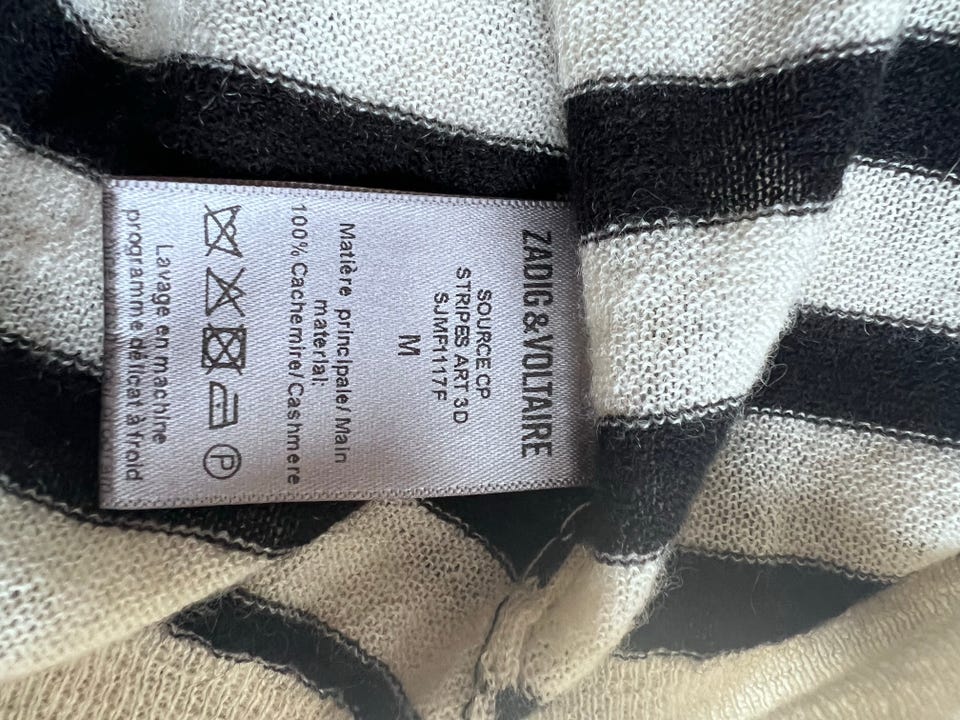 ZADIG & VOLTAIRE
SOURCE CP
STRIPES ART 3D
SJMF1117F
M
Matière principale/Main
material:
100% Cachemire/Cashmere
P
Lavage en machine
programme délicat à froid